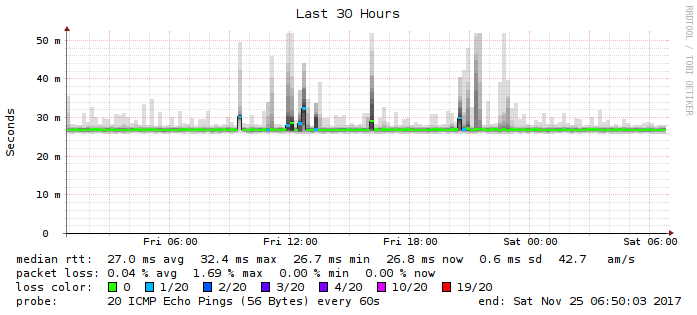 Last 30 Hours
RRDTOOL / TOBI OETIKER
Seconds
50 m
40 m
30 m
20 m
10 m
0
Fri 06:00 Fri 12:00 Fri 18:00 Sat 00:00 Sat 06:00
median rtt: 27.0 ms avg 32.4 ms max 26.7 ms min 26.8 ms now 0.6 ms sd 42.7 am/s
packet loss: 0.04 % avg 1.69 % max 0.00 % min 0.00 % now
loss color: 0 1/20 2/20 3/20 4/20 10/20 19/20
probe: 20 ICMP Echo Pings (56 Bytes) every 60s end: Sat Nov 25 06:50:03 2017